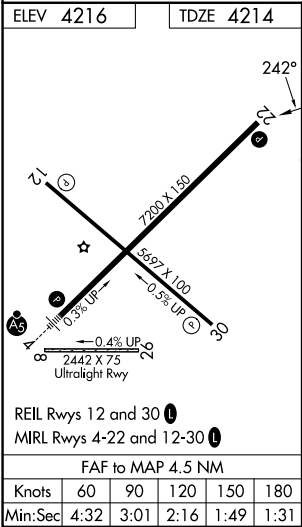 ELEV 4216
TDZE 4214
242°
22
P
12
P
7200 X 150
5697 X 100
0.5% UP
P
0.3% UP
P
A5
4
30
0.4% UP
8
26
2442 X 75
Ultralight Rwy
REIL Rwys 12 and 30 L
MIRL Rwys 4-22 and 12-30 L
FAF to MAP 4.5 NM
Knots 60 90 120 150 180
Min:Sec 4:32 3:01 2:16 1:49 1:31